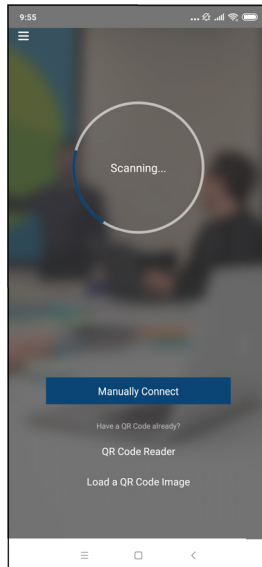 9:55
Scanning...
Manually Connect
Have a QR Code already?
QR Code Reader
Load a QR Code Image